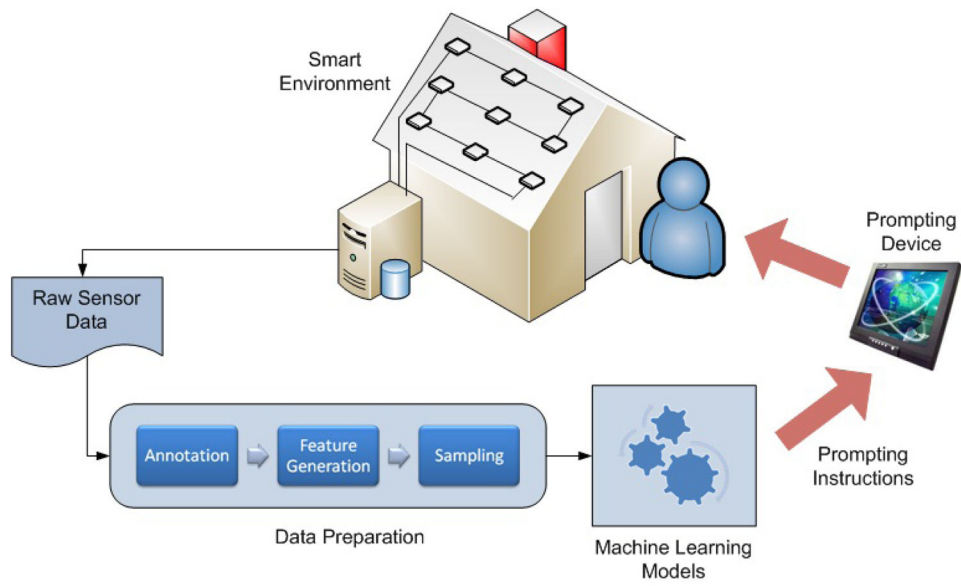 Smart
Environment
Prompting
Device
Raw Sensor
Data
Annotation
Feature
Generation
Sampling
Prompting
Instructions
Data Preparation
Machine Learning
Models